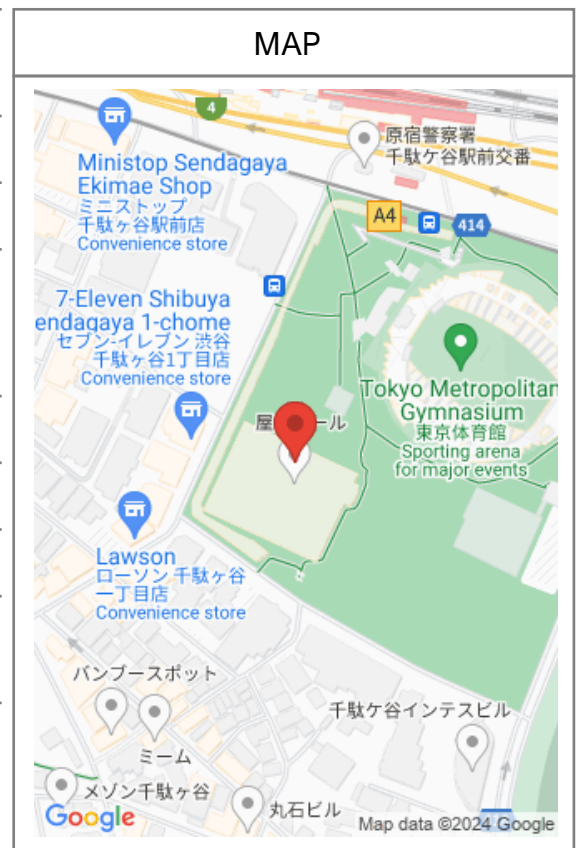 MAP
4
原宿警察署
千駄ケ谷駅前交番
Ministop Sendagaya
Ekimae Shop
ミニストップ
千駄ヶ谷駅前店
Convenience store
A4
414
7-Eleven Shibuya
endagaya 1-chome
セブン-イレブン 渋谷
千駄ヶ谷1丁目店
Convenience store
Tokyo Metropolitan
Gymnasium
東京体育館
Sporting arena
for major events
屋
ール
Lawson
ローソン 千駄ヶ谷
一丁目店
Convenience store
バンブースポット
千駄ケ谷インテスビル
ミーム
メゾン千駄ヶ谷
丸石ビル
Google
Map data ©2024 Google